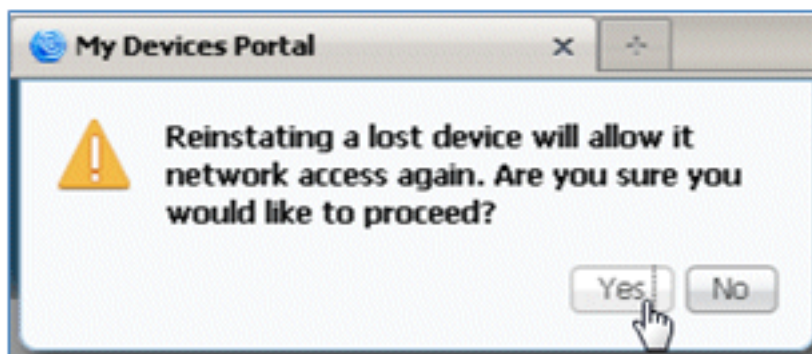 My Devices Portal
Reinstating a lost device will allow it
network access again. Are you sure you
would like to proceed?
Yes No